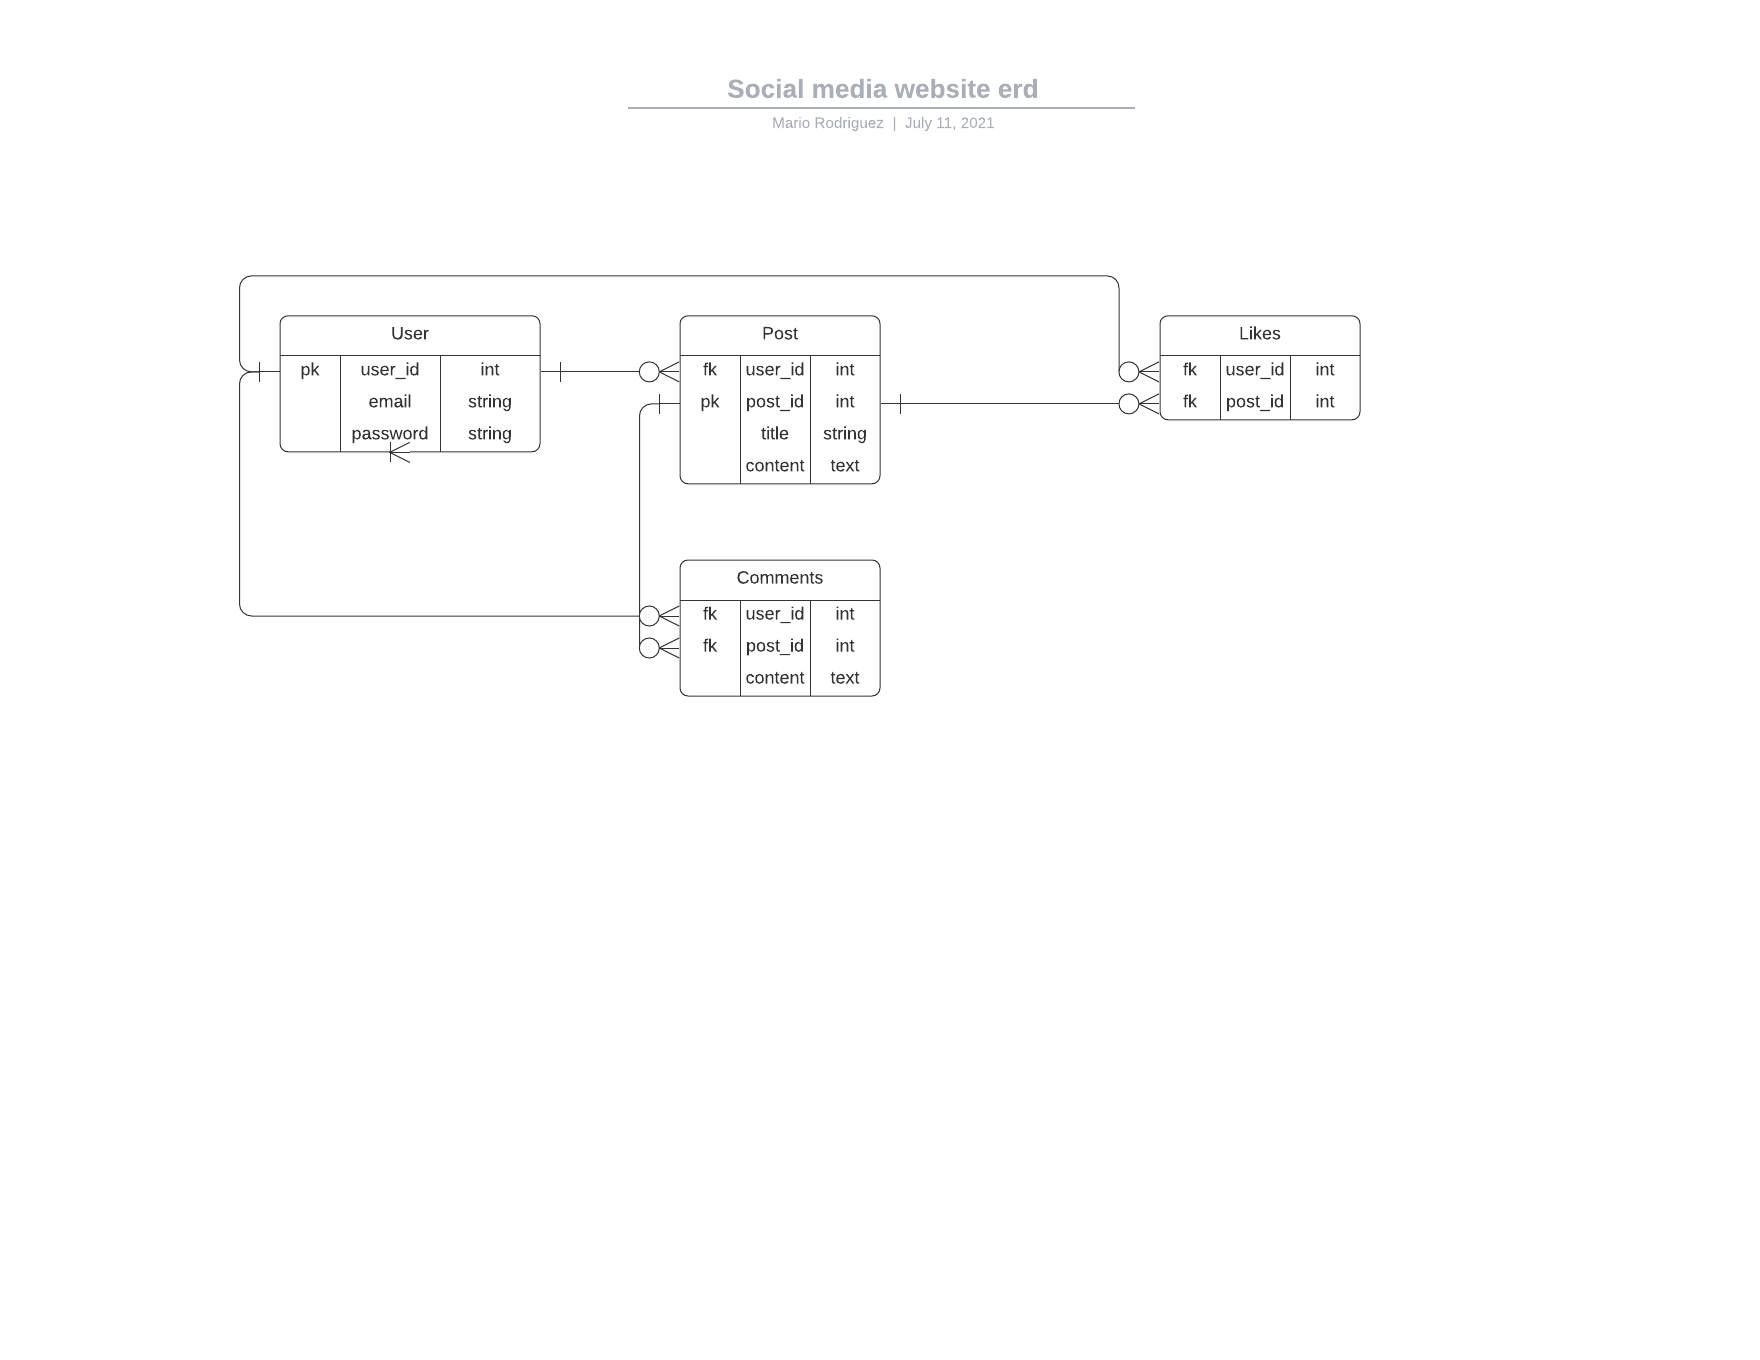 Social media website erd
Mario Rodriguez | July 11, 2021
User
pk user_id int
email string
password string
Post
fk user_id int
pk post_id int
title string
content text
Likes
fk user_id int
fk post_id int
Comments
fk user_id int
fk post_id int
content text